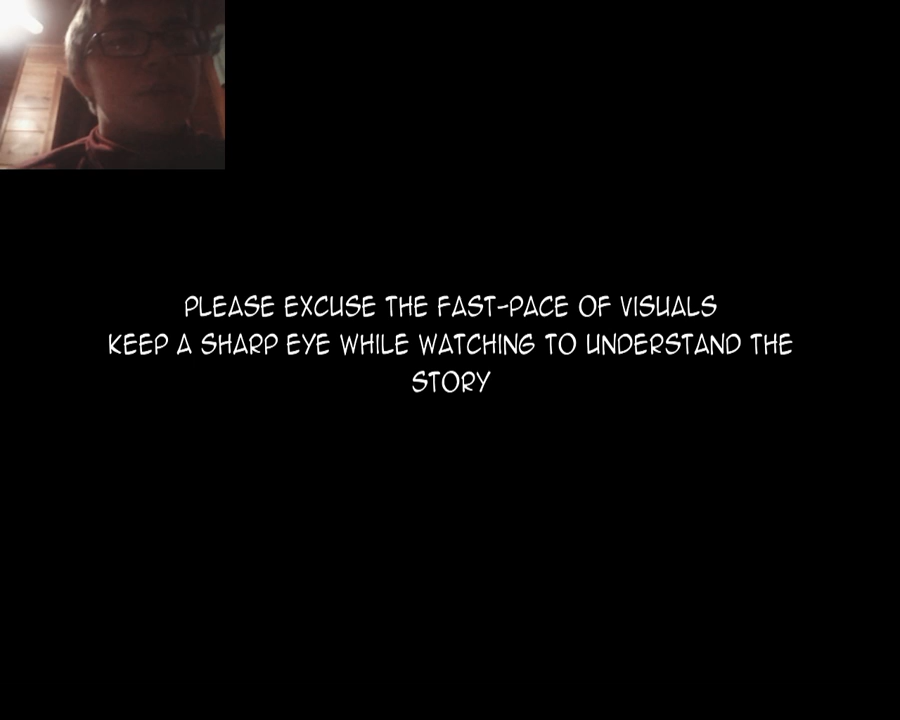 PLEASE EXCUSE THE FAST-PACE OF VISUALS
KEEP A SHARP EYE WHILE WATCHING TO UNDERSTAND THE
STORY